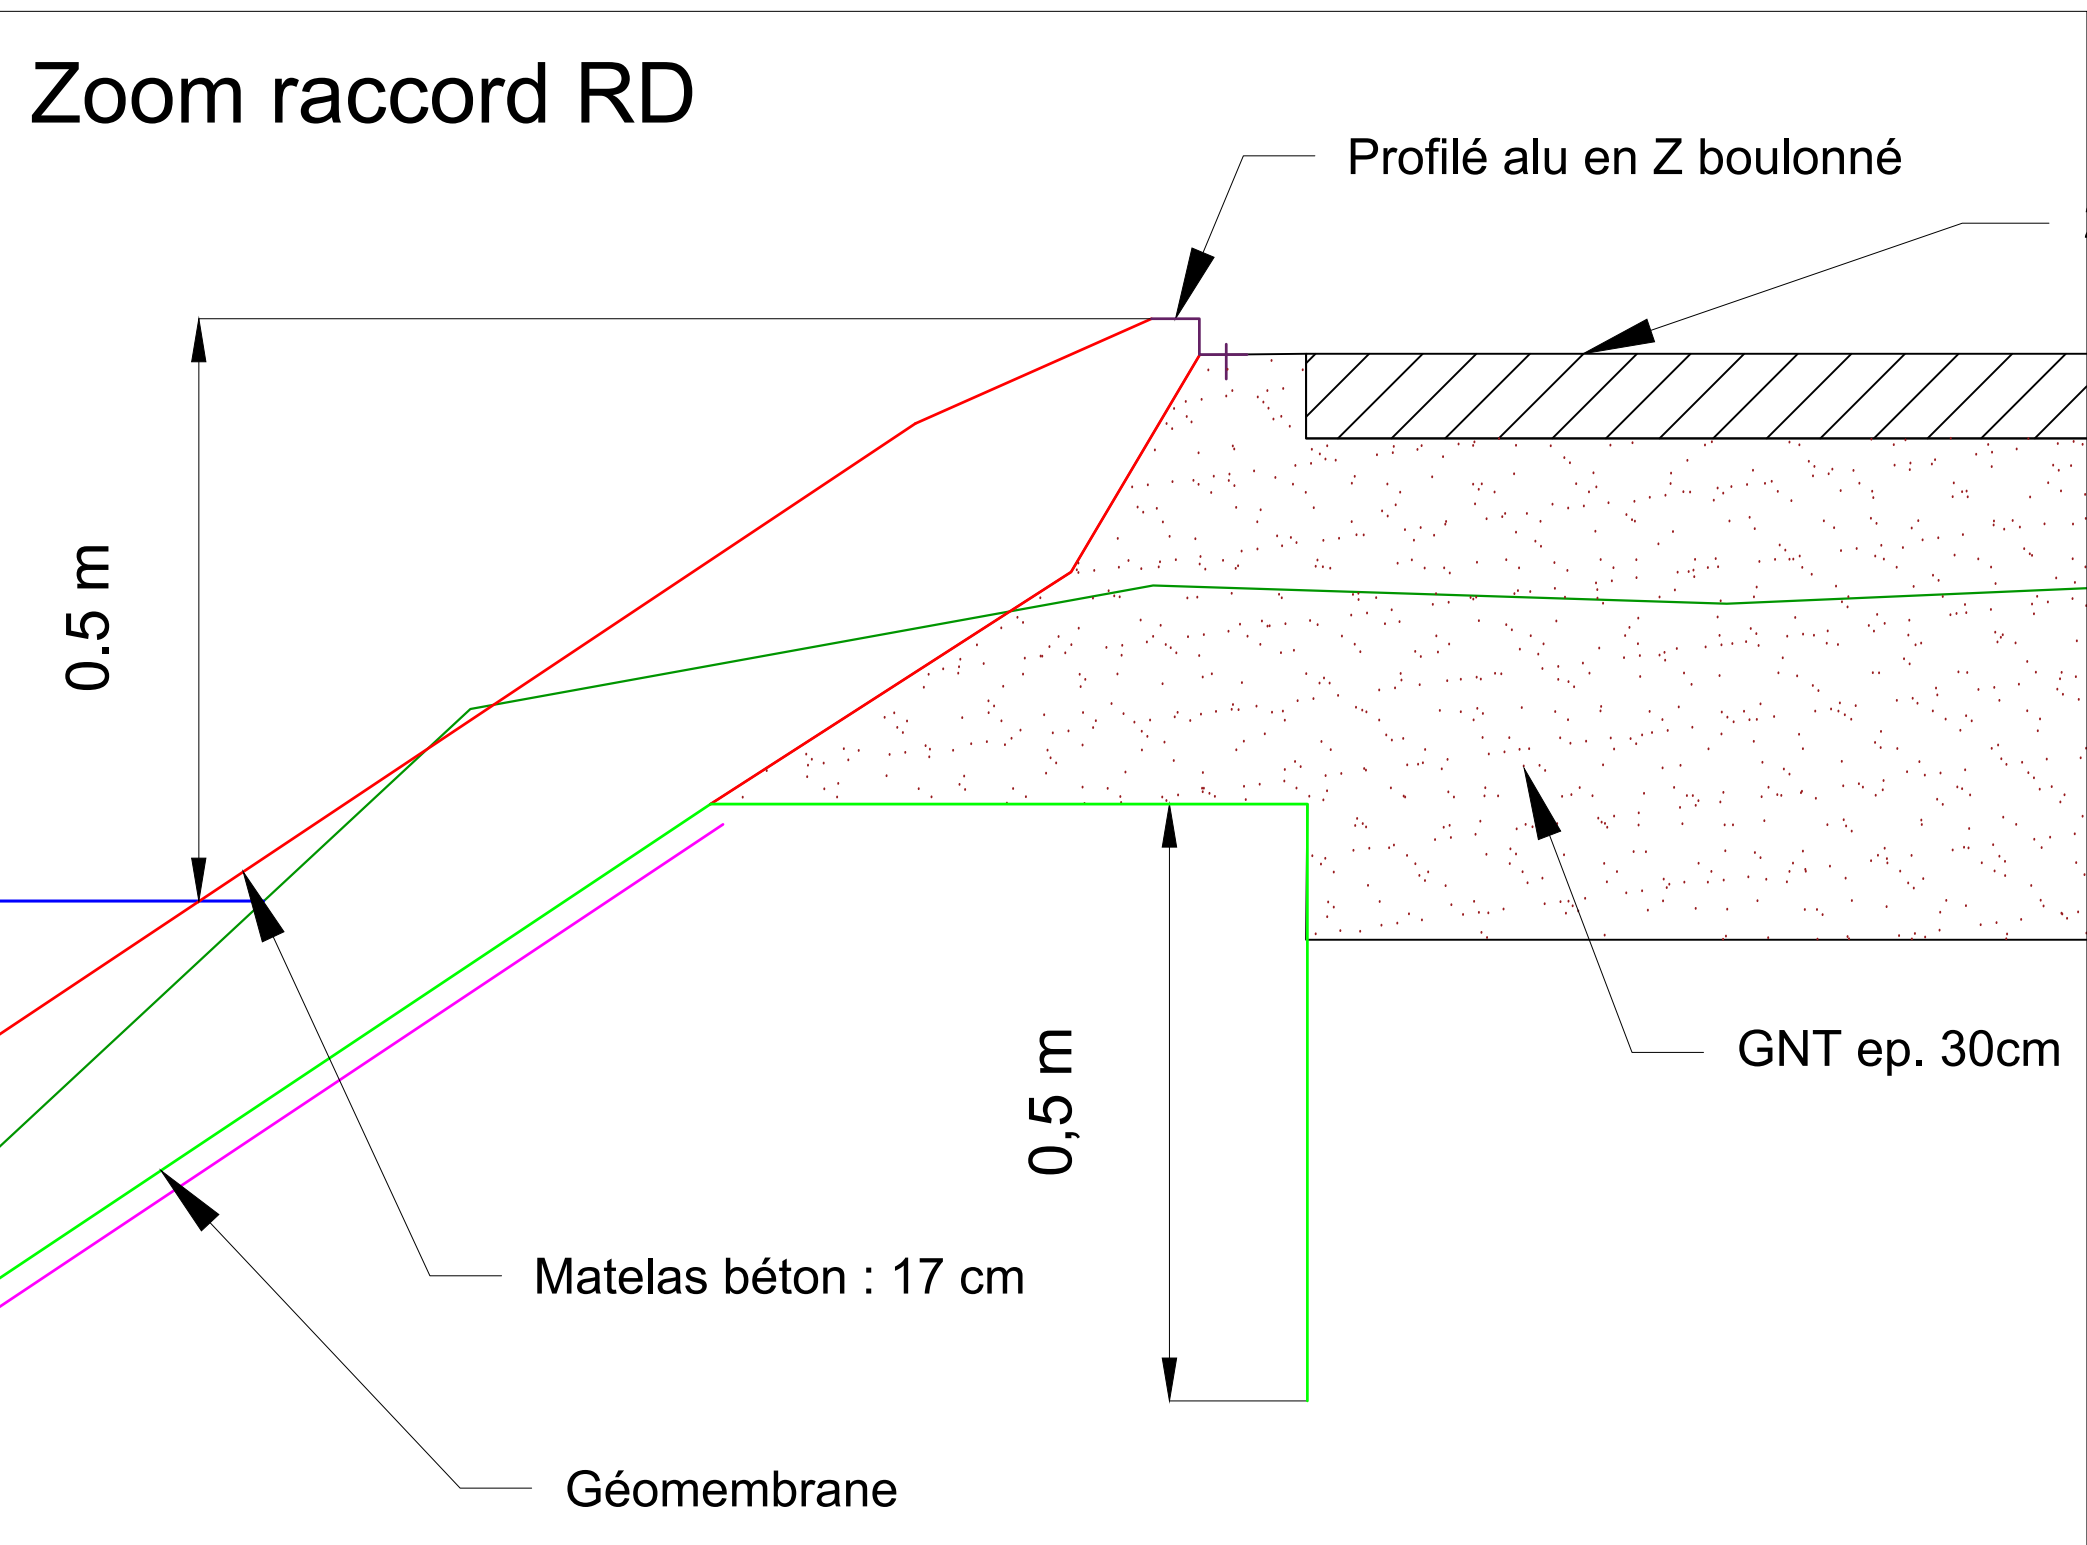 Zoom raccord RD
Profilé alu en Z boulonné
0.5 m
0,5 m
GNT ep. 30cm
Matelas béton : 17 cm
Géomembrane